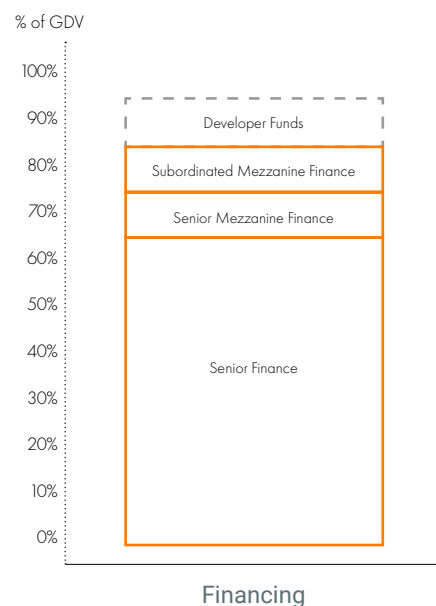 % of GDV
100%
90%
80%
70%
60%
50%
40%
30%
20%
10%
0%
Developer Funds
Subordinated Mezzanine Finance
Senior Mezzanine Finance
Senior Finance
Financing